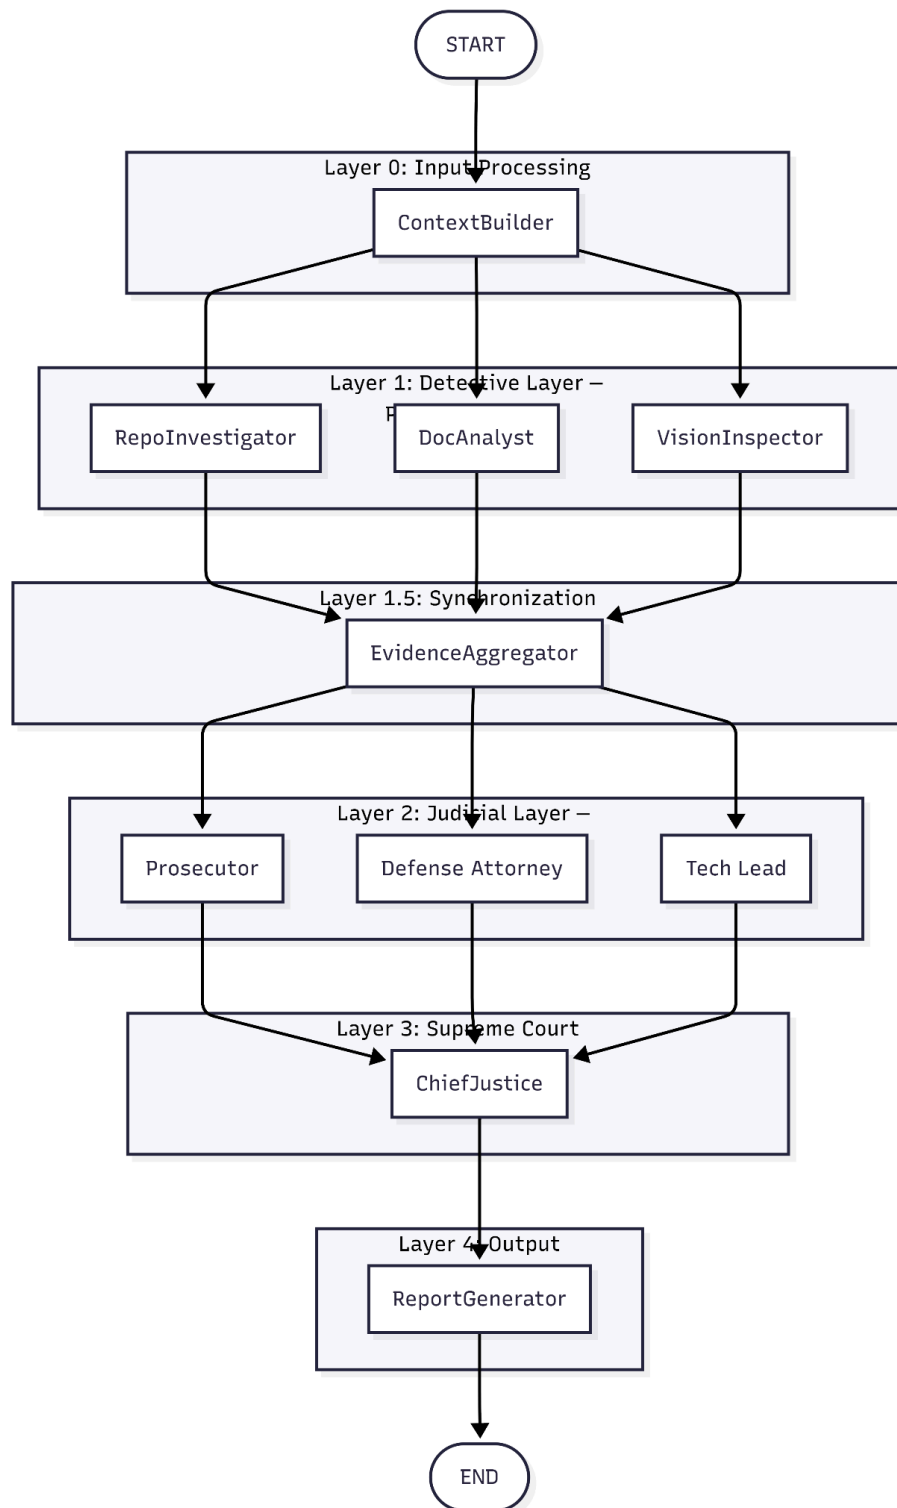 START
Layer 0: Input Processing
ContextBuilder
Layer 1: Detective Layer —
RepoInvestigator
DocAnalyst
VisionInspector
Layer 1.5: Synchronization
EvidenceAggregator
Layer 2: Judicial Layer —
Prosecutor
Defense Attorney
Tech Lead
Layer 3: Supreme Court
ChiefJustice
Layer 4: Output
ReportGenerator
END